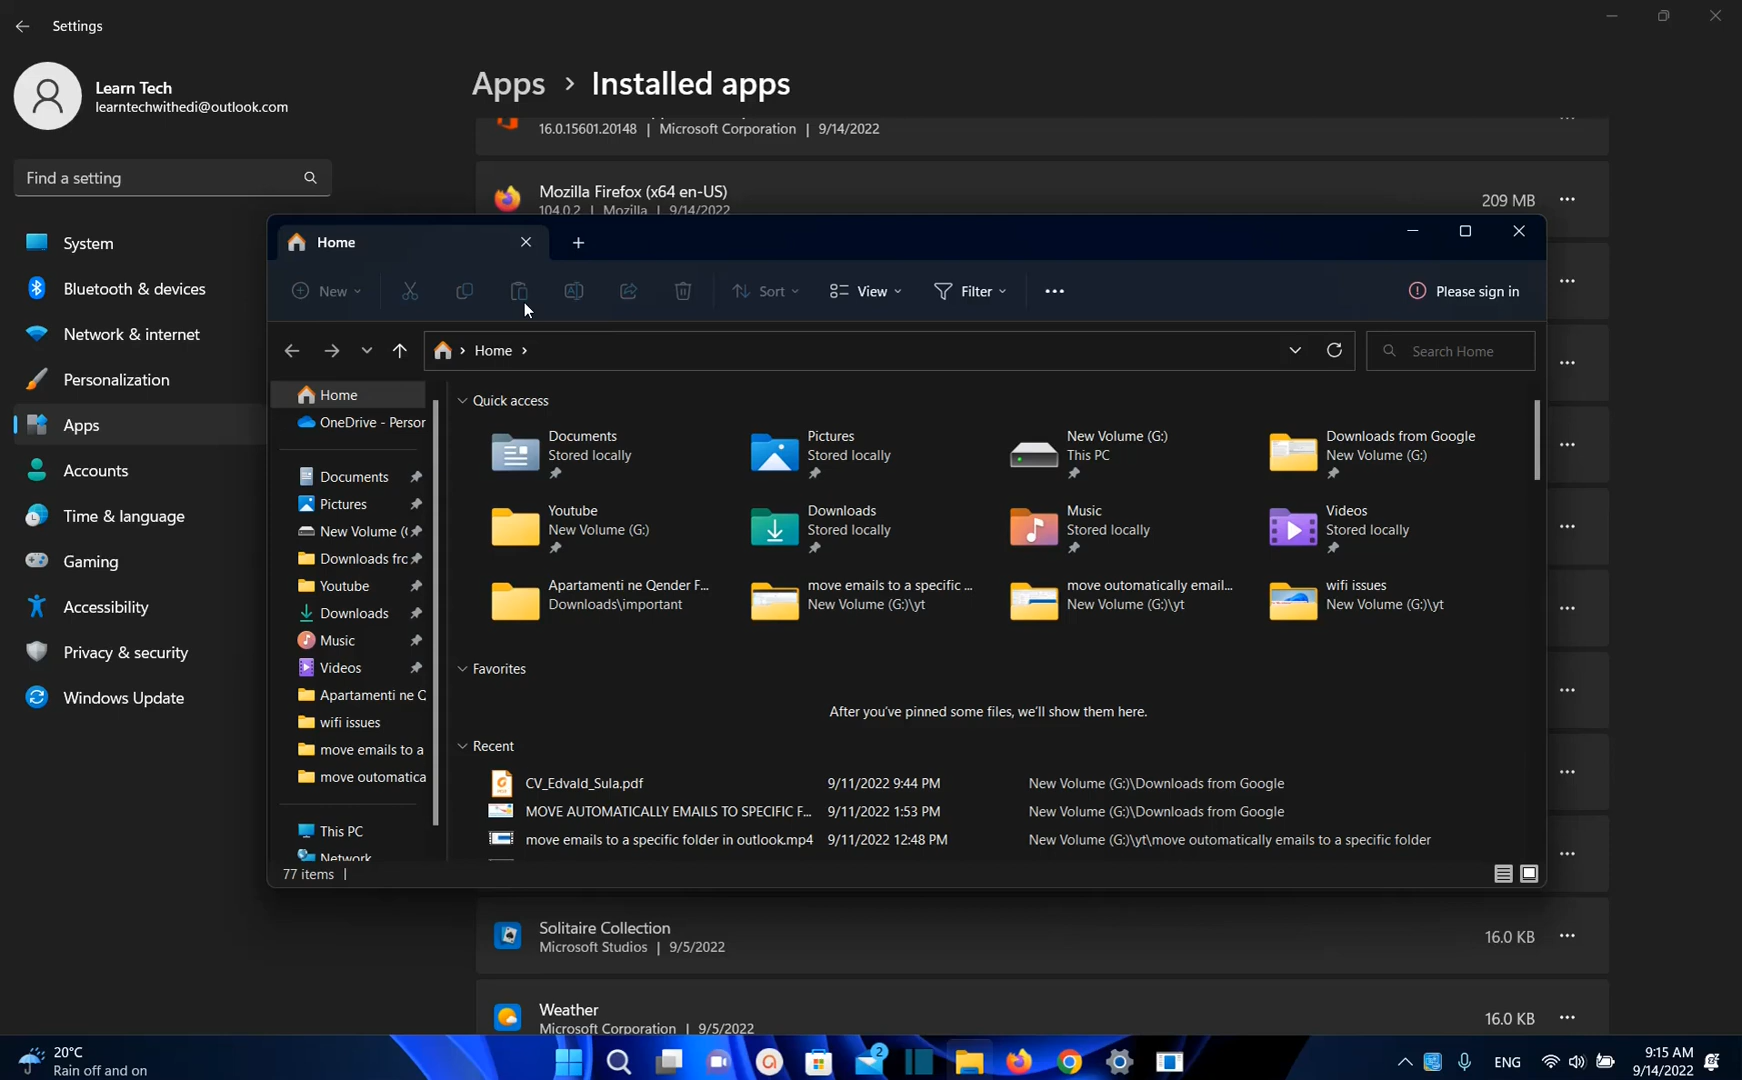 Settings
Learn Tech
learntechwithedi@outlook.com
Find a setting
System
Bluetooth & devices
Network & internet
Personalization
Apps
Accounts
Time & language
Gaming
Accessibility
Privacy & security
Windows Update
Apps > Installed apps
16.0.15601.20148 | Microsoft Corporation | 9/14/2022
Mozilla Firefox (x64 en-US)
104.0.2 | Mozilla | 9/14/2022
209 MB
Home
New
Sort
View
Filter
Please sign in
Home
Search Home
Home
OneDrive - Person
Documents
Pictures
New Volume (
Downloads frc
Youtube
Downloads
Music
Videos
Apartamenti ne Q
wifi issues
move emails to a
move outomatica
This PC
Network
Quick access
Documents
Stored locally
Pictures
Stored locally
New Volume (G:)
This PC
Downloads from Google
New Volume (G:)
Youtube
New Volume (G:)
Downloads
Stored locally
Music
Stored locally
Videos
Stored locally
Apartamenti ne Qender F...
Downloads\important
move emails to a specific ...
New Volume (G:)\yt
move outomatically email...
New Volume (G:)\yt
wifi issues
New Volume (G:)\yt
Favorites
After you've pinned some files, we'll show them here.
Recent
CV_Edvald_Sula.pdf 9/11/2022 9:44 PM New Volume (G:)\Downloads from Google
MOVE AUTOMATICALLY EMAILS TO SPECIFIC F... 9/11/2022 1:53 PM New Volume (G:)\Downloads from Google
move emails to a specific folder in outlook.mp4 9/11/2022 12:48 PM New Volume (G:)\yt\move outomatically emails to a specific folder
77 items
Solitaire Collection
Microsoft Studios | 9/5/2022
16.0 KB
Weather
Microsoft Corporation | 9/5/2022
16.0 KB
20°C
Rain off and on
2
ENG
9:15 AM
9/14/2022